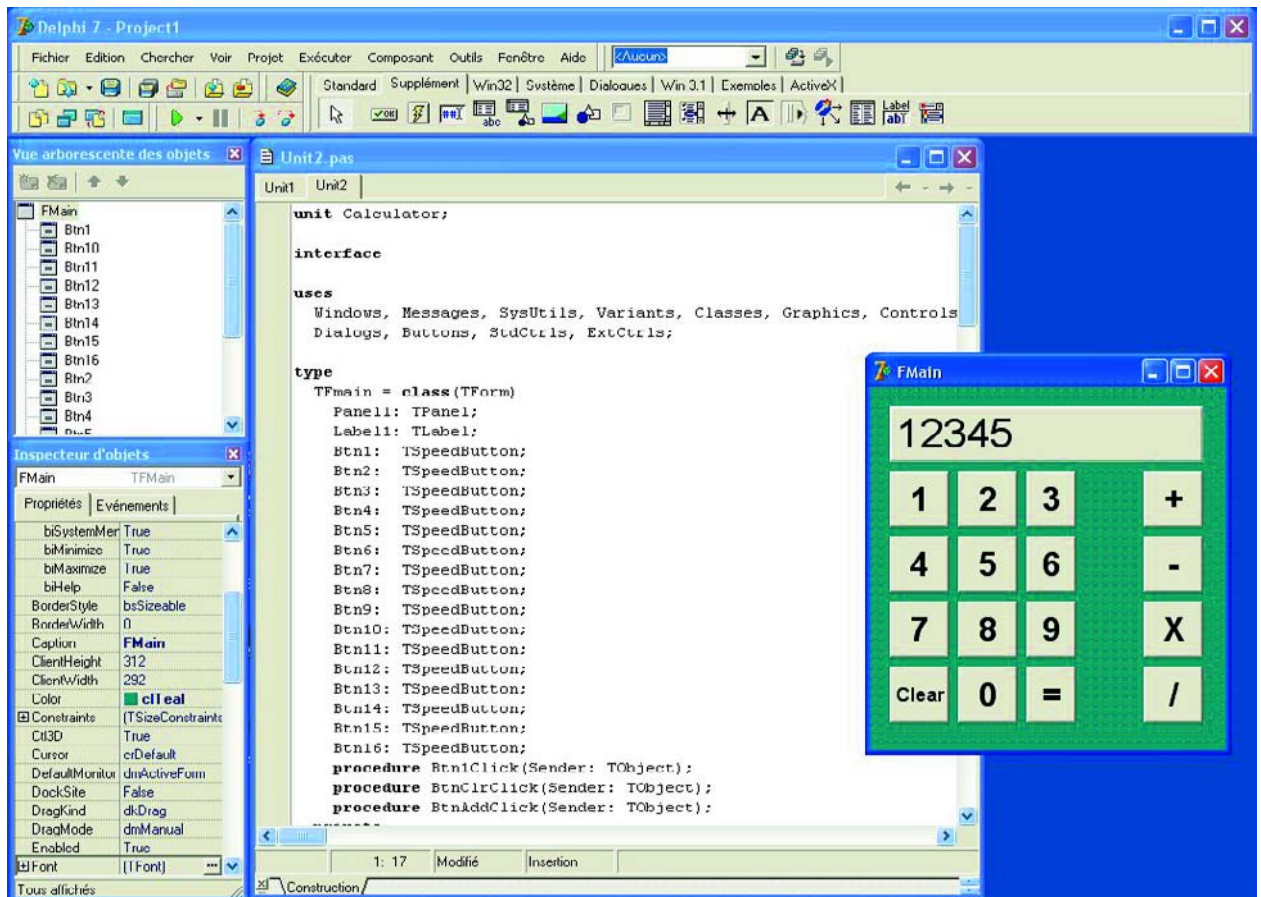 Delphi 7 - Project1
Fichier Edition Chercher Voir Projet Exécuter Composant Outils Fenêtre Aide <Aucun>
Standard Supplément Win32 Système Dialogues Win 3.1 Exemples ActiveX
OK abc A Label abI
Vue arborescente des objets
FMain
Btn1
Btn10
Btn11
Btn12
Btn13
Btn14
Btn15
Btn16
Btn2
Btn3
Btn4
Btn5
Inspecteur d'objets
FMain TFMain
Propriétés Evénements
biSystemMer True
biMinimize True
biMaximize True
biHelp False
BorderStyle bsSizeable
BorderWidth 0
Caption FMain
ClientHeight 312
ClientWidth 292
Color clTeal
Constraints (TSizeConstraints
Ctl3D True
Cursor crDefault
DefaultMonitor dmActiveForm
DockSite False
DragKind dkDrag
DragMode dmManual
Enabled True
Font (TFont) ...
Tous affichés
Unit2.pas
Unit1 Unit2
unit Calculator;
interface
uses
Windows, Messages, SysUtils, Variants, Classes, Graphics, Controls
Dialogs, Buttons, StdCtrls, ExtCtrls;
type
TFmain = class(TForm)
Panel1: TPanel;
Label1: TLabel;
Btn1: TSpeedButton;
Btn2: TSpeedButton;
Btn3: TSpeedButton;
Btn4: TSpeedButton;
Btn5: TSpeedButton;
Btn6: TSpeedButton;
Btn7: TSpeedButton;
Btn8: TSpeedButton;
Btn9: TSpeedButton;
Btn10: TSpeedButton;
Btn11: TSpeedButton;
Btn12: TSpeedButton;
Btn13: TSpeedButton;
Btn14: TSpeedButton;
Btn15: TSpeedButton;
Btn16: TSpeedButton;
procedure Btn1Click(Sender: TObject);
procedure BtnClrClick(Sender: TObject);
procedure BtnAddClick(Sender: TObject);
1: 17 Modifié Insertion
Construction
FMain
12345
1 2 3 +
4 5 6 -
7 8 9 X
Clear 0 = /